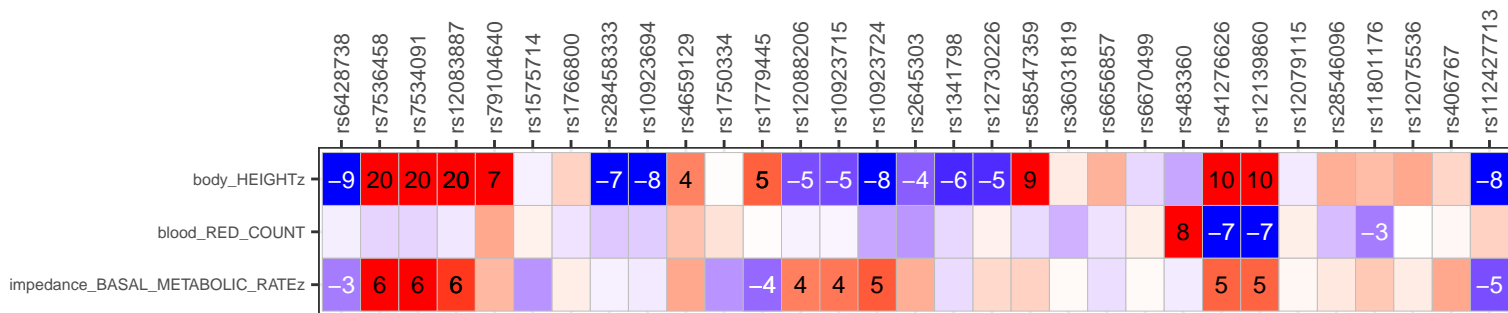 rs6428738 rs7536458 rs7534091 rs12083887 rs79104640 rs1575714 rs1766800 rs28458333 rs10923694 rs4659129 rs1750334 rs17779445 rs12088206 rs10923715 rs10923724 rs2645303 rs1341798 rs12730226 rs58547359 rs36031819 rs6656857 rs6670499 rs483360 rs41276626 rs12139860 rs12079115 rs28546096 rs11801176 rs12075536 rs406767 rs112427713
body_HEIGHTz −9 20 20 20 7 −7 −8 4 5 −5 −5 −8 −4 −6 −5 9 10 10 −8
blood_RED_COUNT 8 −7 −7 −3
impedance_BASAL_METABOLIC_RATEz −3 6 6 6 −4 4 4 5 5 5 −5